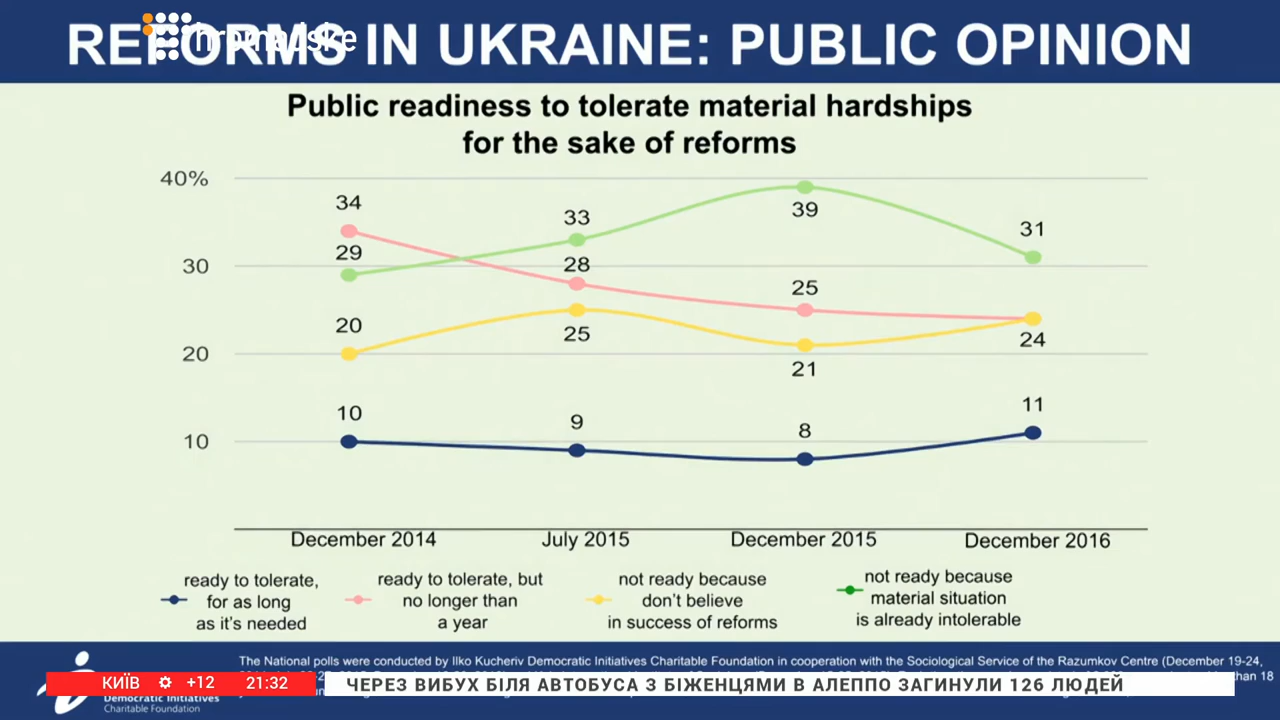 REFORMS IN UKRAINE: PUBLIC OPINION
hromadske
Public readiness to tolerate material hardships
for the sake of reforms
40%
30
20
10
34
29
20
10
33
28
25
9
39
25
21
8
31
24
11
December 2014
July 2015
December 2015
December 2016
ready to tolerate,
for as long
as it's needed
ready to tolerate, but
no longer than
a year
not ready because
don't believe
in success of reforms
not ready because
material situation
is already intolerable
The National polls were conducted by Ilko Kucheriv Democratic Initiatives Charitable Foundation in cooperation with the Sociological Service of the Razumkov Centre (December 19-24,
than 18
Democratic Initiatives
Charitable Foundation
КИЇВ +12 21:32
ЧЕРЕЗ ВИБУХ БІЛЯ АВТОБУСА З БІЖЕНЦЯМИ В АЛЕППО ЗАГИНУЛИ 126 ЛЮДЕЙ